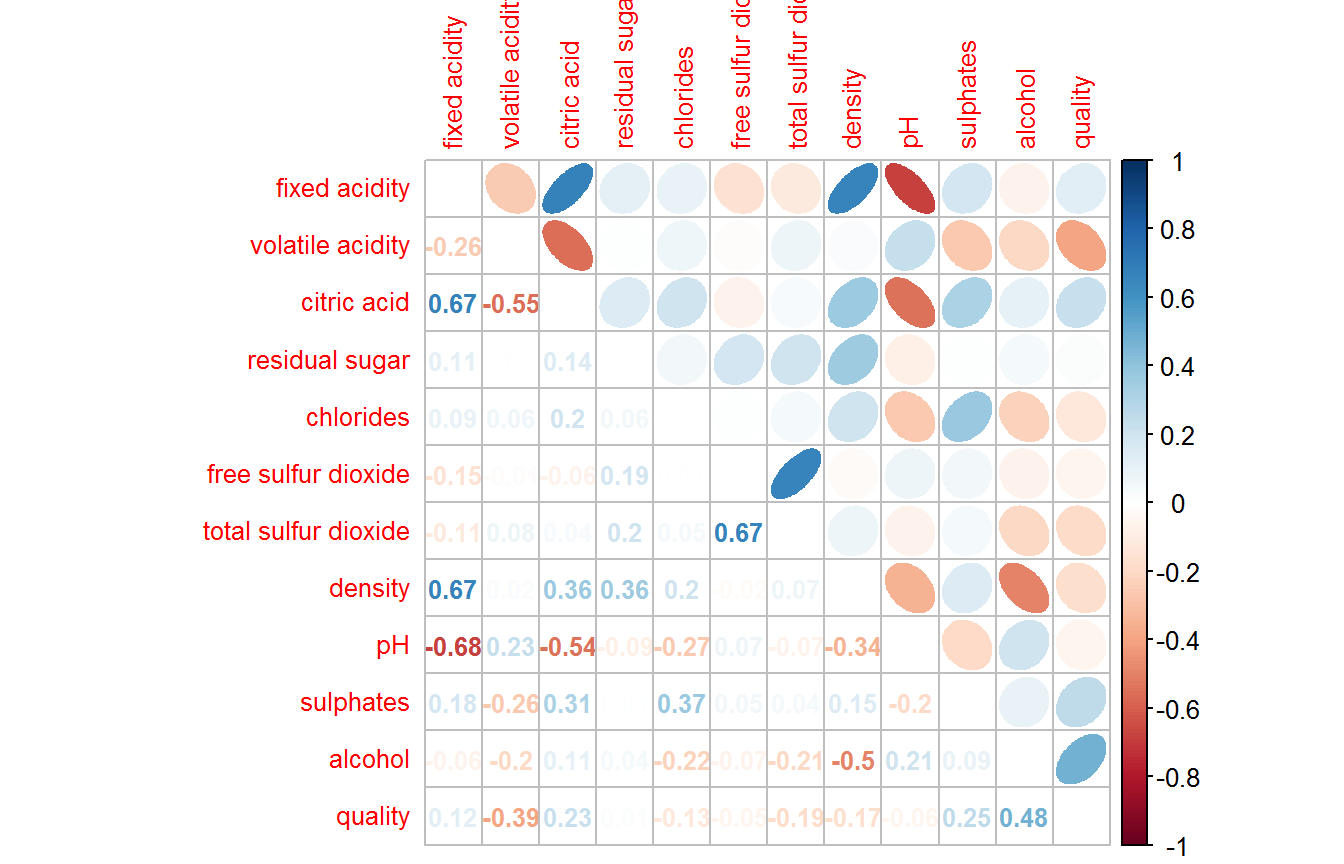 fixed acidity
volatile acidit
citric acid
residual suga
chlorides
free sulfur dio
total sulfur dio
density
pH
sulphates
alcohol
quality
fixed acidity
volatile acidity -0.26
citric acid 0.67 -0.55
residual sugar 0.11 0.14
chlorides 0.09 0.06 0.2 0.06
free sulfur dioxide -0.15 -0.01 -0.06 0.19
total sulfur dioxide -0.11 0.08 0.04 0.2 0.05 0.67
density 0.67 0.02 0.36 0.36 0.2 -0.02 0.07
pH -0.68 0.23 -0.54 -0.09 -0.27 0.07 -0.07 -0.34
sulphates 0.18 -0.26 0.31 0.37 0.05 0.04 0.15 -0.2
alcohol -0.06 -0.2 0.11 0.04 -0.22 -0.07 -0.21 -0.5 0.21 0.09
quality 0.12 -0.39 0.23 0.01 -0.13 -0.05 -0.19 -0.17 -0.06 0.25 0.48
1
0.8
0.6
0.4
0.2
0
-0.2
-0.4
-0.6
-0.8
-1